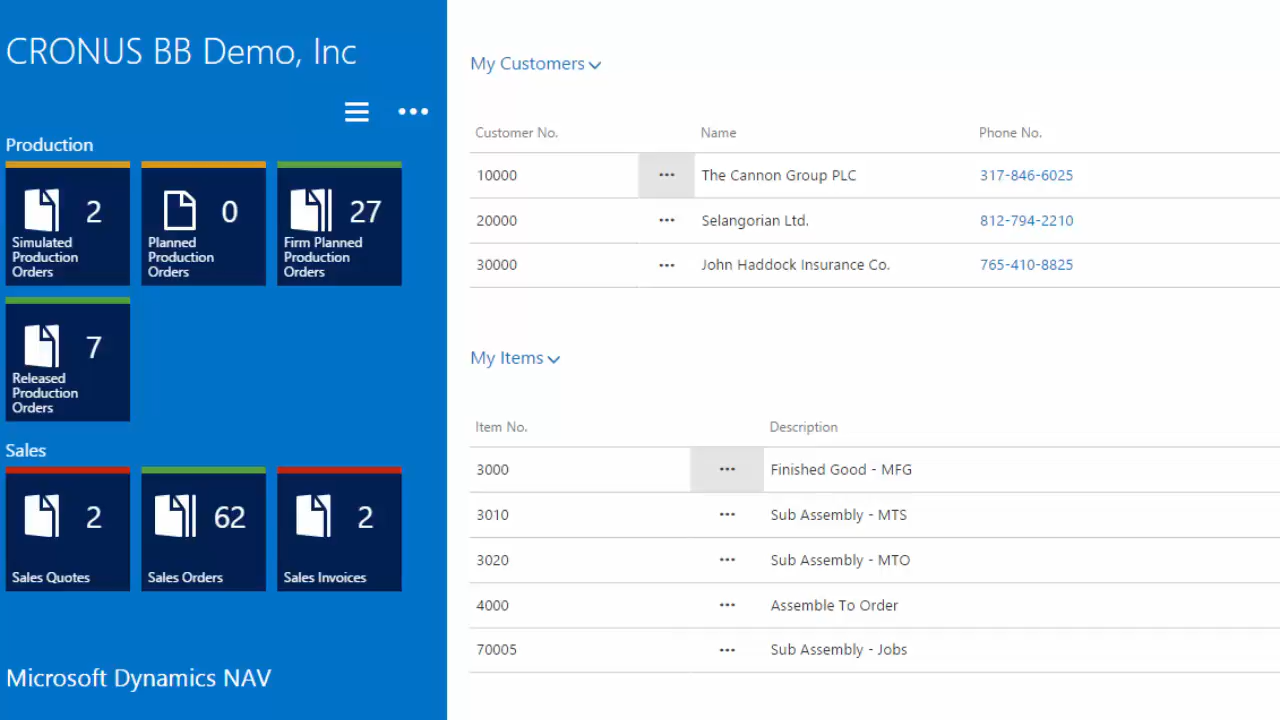 CRONUS BB Demo, Inc
Production
2
Simulated
Production
Orders
0
Planned
Production
Orders
27
Firm Planned
Production
Orders
7
Released
Production
Orders
Sales
2
Sales Quotes
62
Sales Orders
2
Sales Invoices
Microsoft Dynamics NAV
My Customers
Customer No. Name Phone No.
10000 The Cannon Group PLC 317-846-6025
20000 Selangorian Ltd. 812-794-2210
30000 John Haddock Insurance Co. 765-410-8825
My Items
Item No. Description
3000 Finished Good - MFG
3010 Sub Assembly - MTS
3020 Sub Assembly - MTO
4000 Assemble To Order
70005 Sub Assembly - Jobs